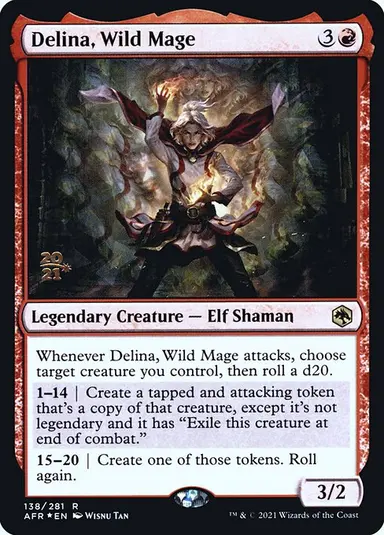 Delina, Wild Mage 3
2021
Legendary Creature — Elf Shaman
Whenever Delina, Wild Mage attacks, choose
target creature you control, then roll a d20.
1–14 | Create a tapped and attacking token
that's a copy of that creature, except it's not
legendary and it has “Exile this creature at
end of combat.”
15–20 | Create one of those tokens. Roll
again.
3/2
138/281 R
AFR★EN Wisnu Tan ™ & © 2021 Wizards of the Coast